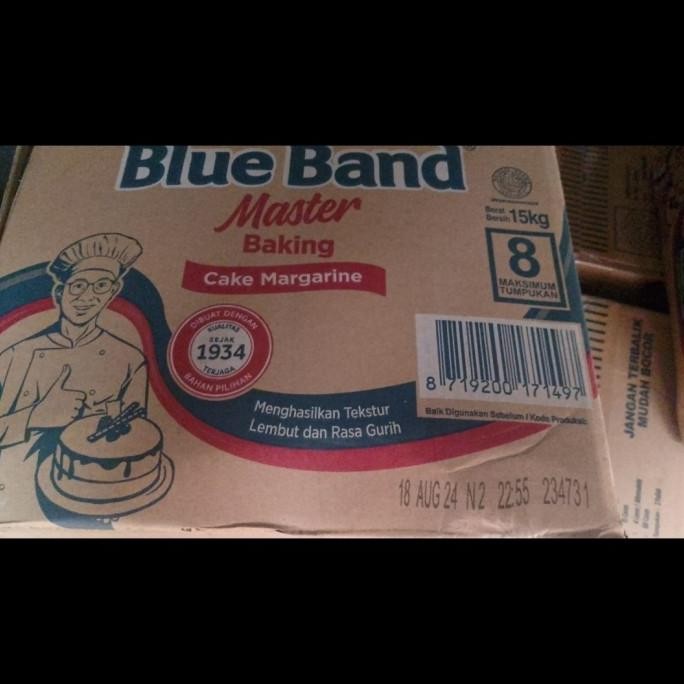 Blue Band
Master
Baking
Cake Margarine
Berat
Bersih 15kg
8
MAKSIMUM
TUMPUKAN
DIBUAT DENGAN
KUALITAS
SEJAK
1934
TERJAGA
BAHAN PILIHAN
8 719200 171497
Baik Digunakan Sebelum / Kode Produksi:
Menghasilkan Tekstur
Lembut dan Rasa Gurih
18 AUG 24 N2 22:55 234731
JANGAN TERBALIK
MUDAH BOCOR